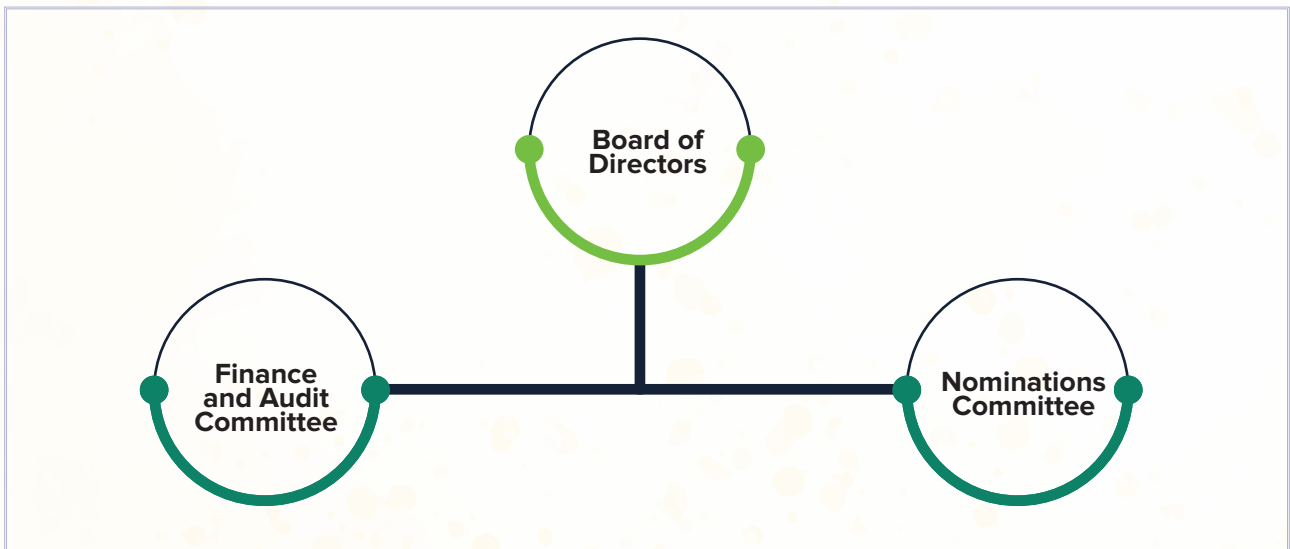 Board of
Directors
Finance
and Audit
Committee
Nominations
Committee